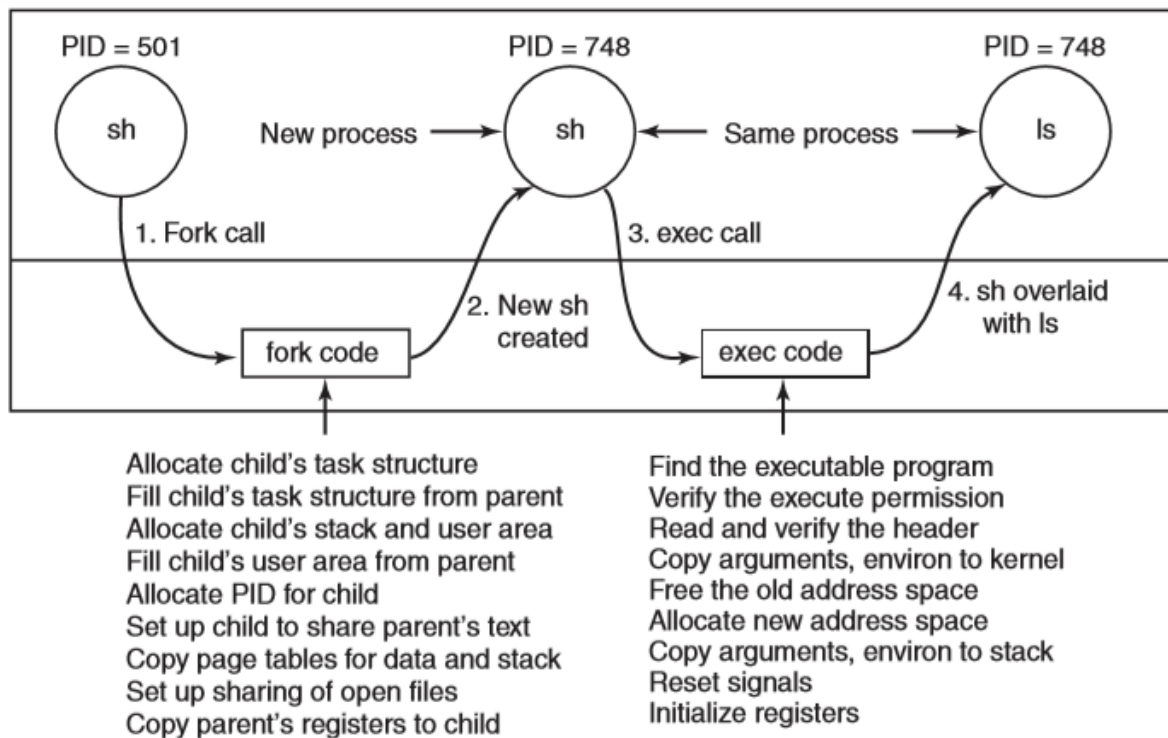 PID = 501
PID = 748
PID = 748
sh
New process
sh
Same process
ls
1. Fork call
3. exec call
2. New sh
created
4. sh overlaid
with ls
fork code
exec code
Allocate child's task structure
Fill child's task structure from parent
Allocate child's stack and user area
Fill child's user area from parent
Allocate PID for child
Set up child to share parent's text
Copy page tables for data and stack
Set up sharing of open files
Copy parent's registers to child
Find the executable program
Verify the execute permission
Read and verify the header
Copy arguments, environ to kernel
Free the old address space
Allocate new address space
Copy arguments, environ to stack
Reset signals
Initialize registers